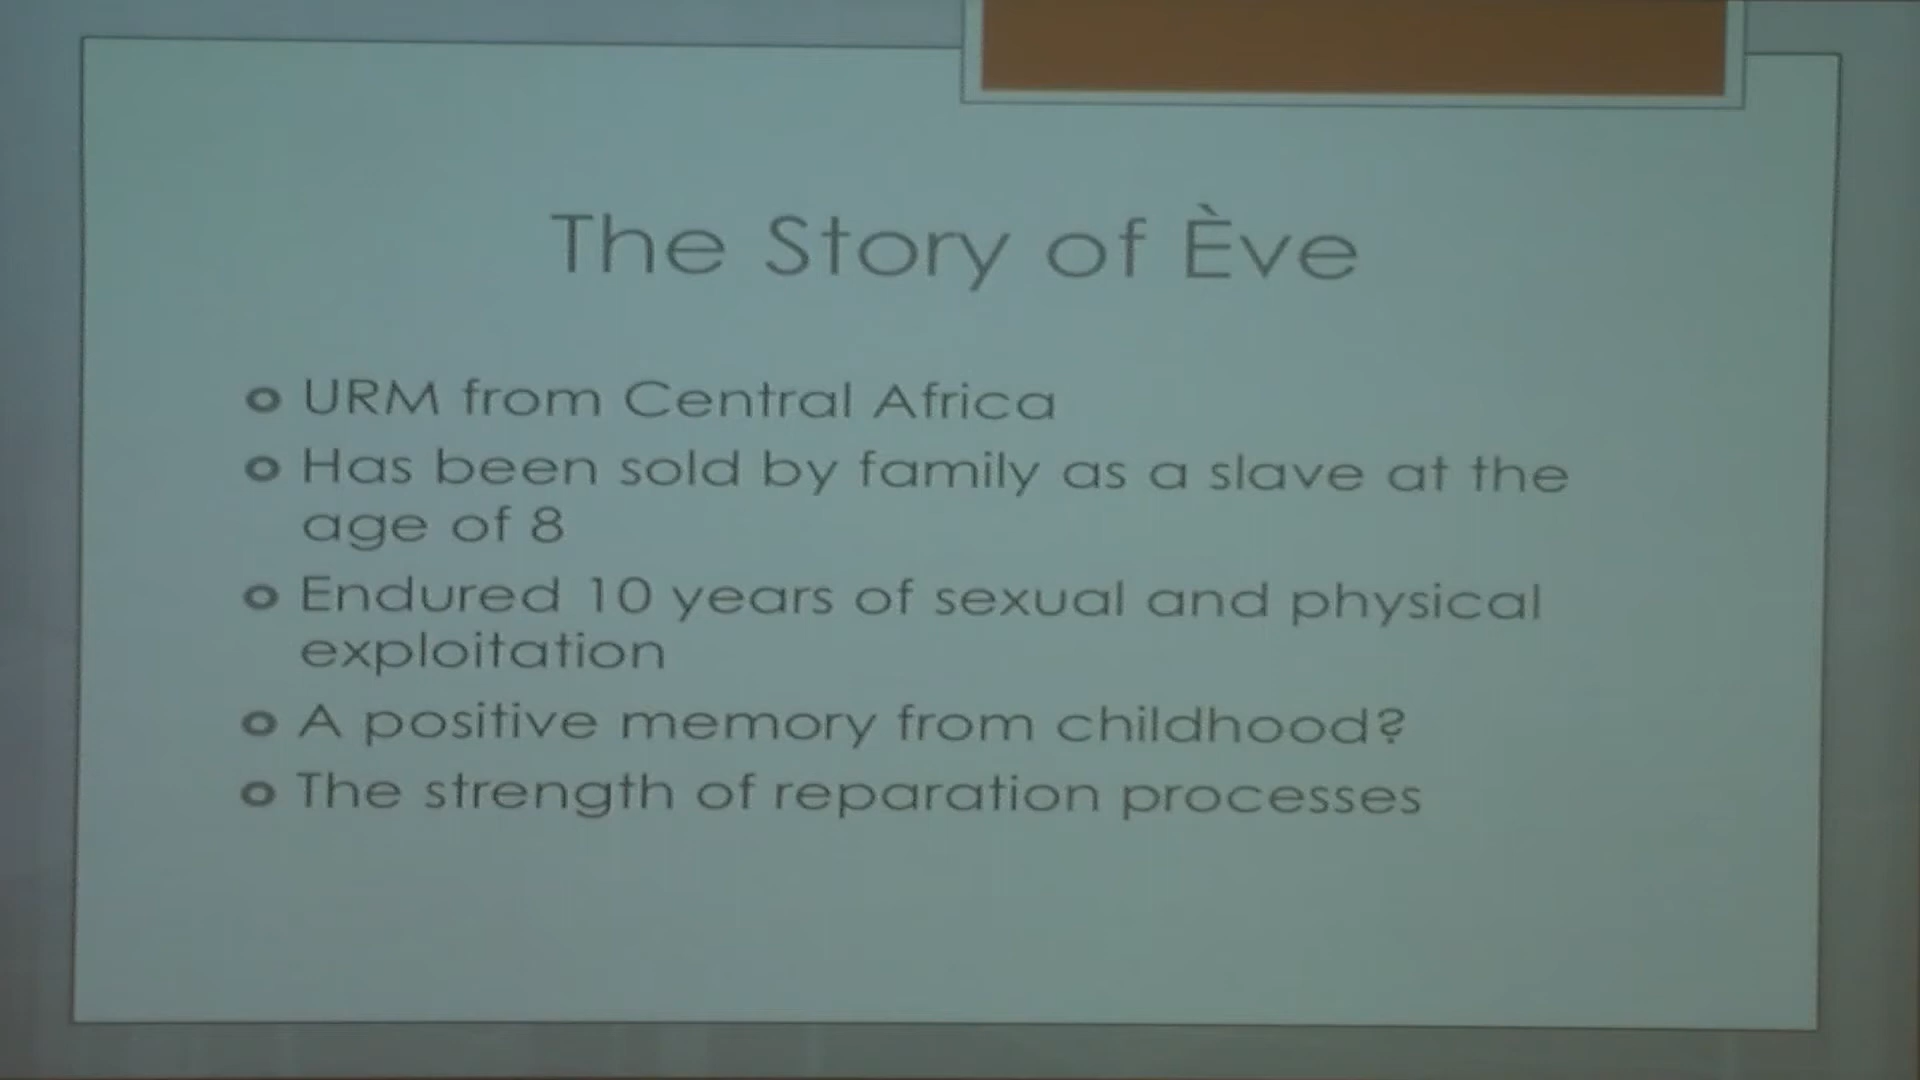 The Story of Ève
URM from Central Africa
Has been sold by family as a slave at the
age of 8
Endured 10 years of sexual and physical
exploitation
A positive memory from childhood?
The strength of reparation processes